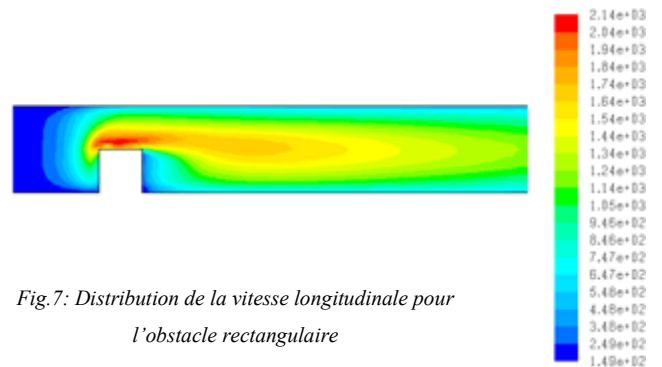 2.14e+03
2.04e+03
1.94e+03
1.84e+03
1.74e+03
1.64e+03
1.54e+03
1.44e+03
1.34e+03
1.24e+03
1.14e+03
1.05e+03
9.46e+02
8.46e+02
7.47e+02
6.47e+02
5.48e+02
4.48e+02
3.48e+02
2.49e+02
1.49e+02
Fig.7: Distribution de la vitesse longitudinale pour
l’obstacle rectangulaire